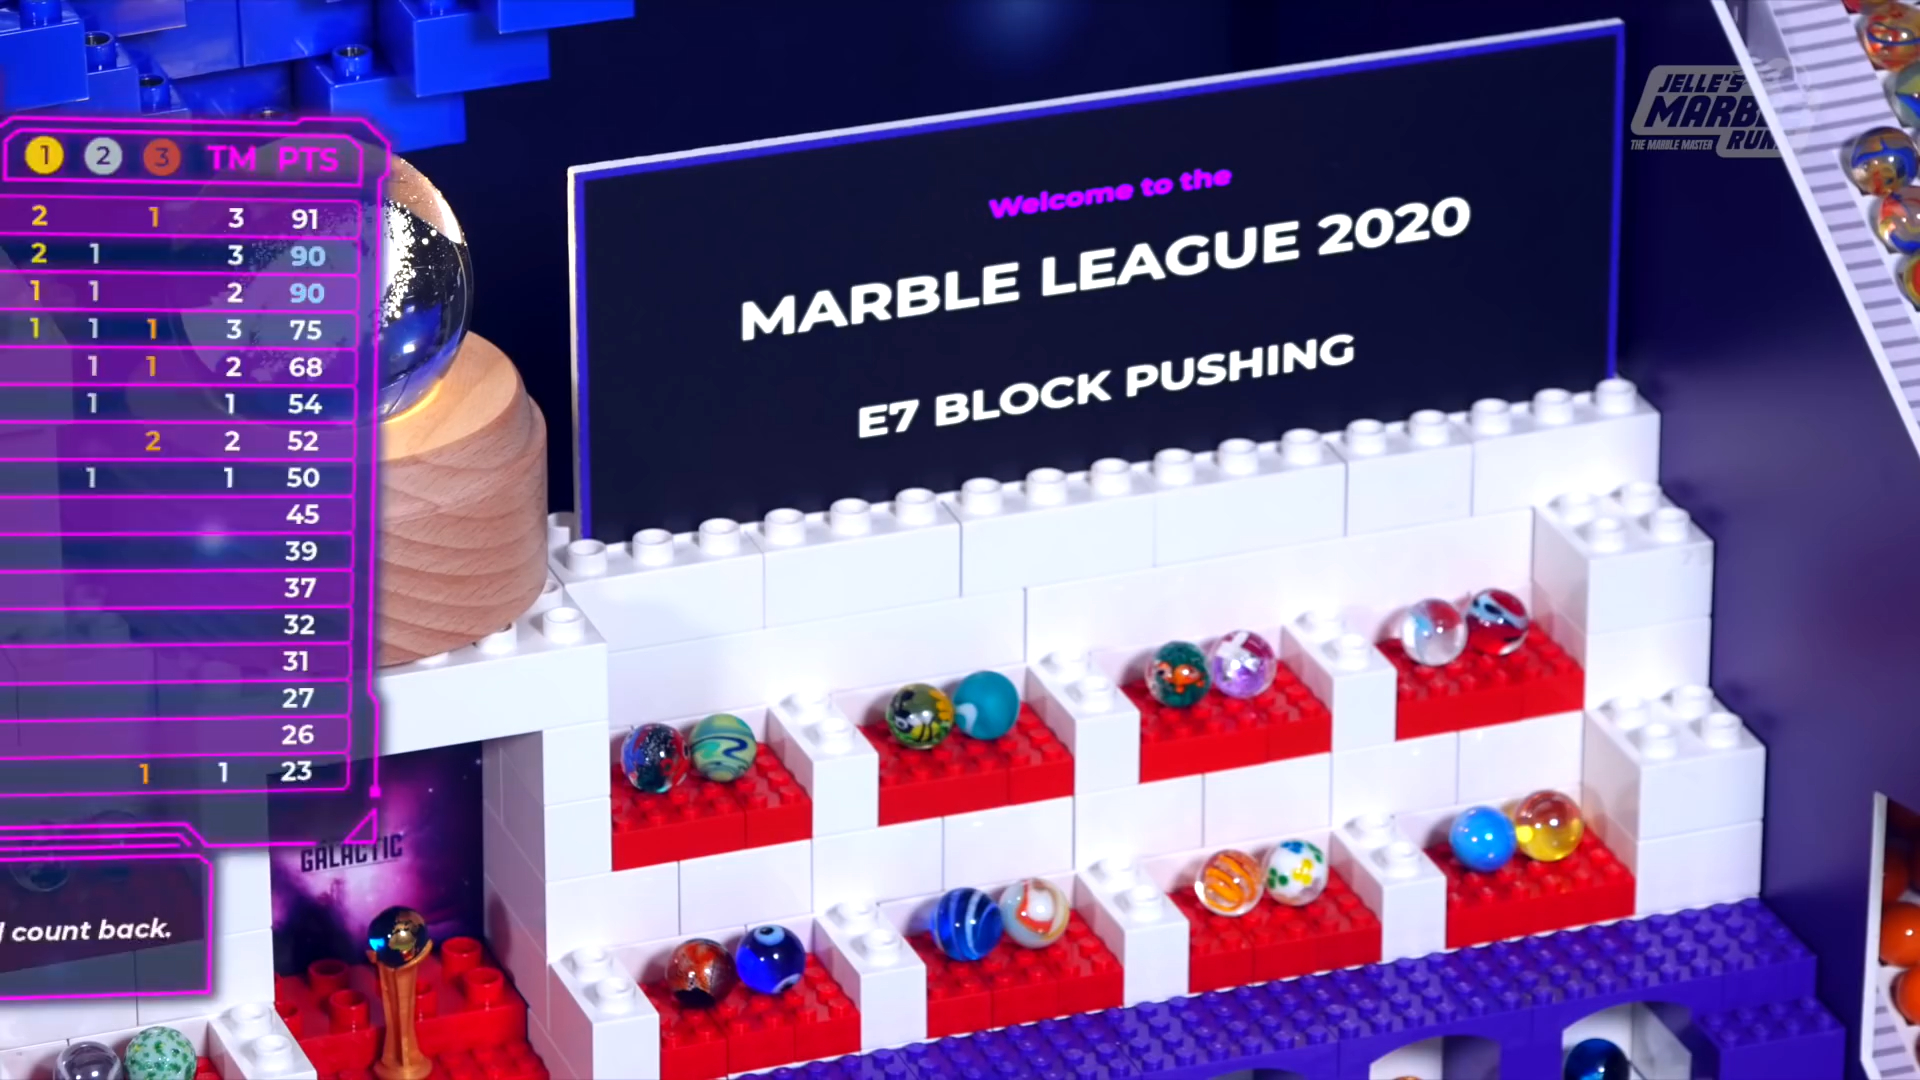 1 2 3 TM PTS
2 1 3 91
2 1 3 90
1 1 2 90
1 1 1 3 75
1 1 2 68
1 1 54
2 2 52
1 1 50
45
39
37
32
31
27
26
1 1 23
count back.
Welcome to the
MARBLE LEAGUE 2020
E7 BLOCK PUSHING
JELLE'S
MARB
RUN
THE MARBLE MASTER
GALACTIC